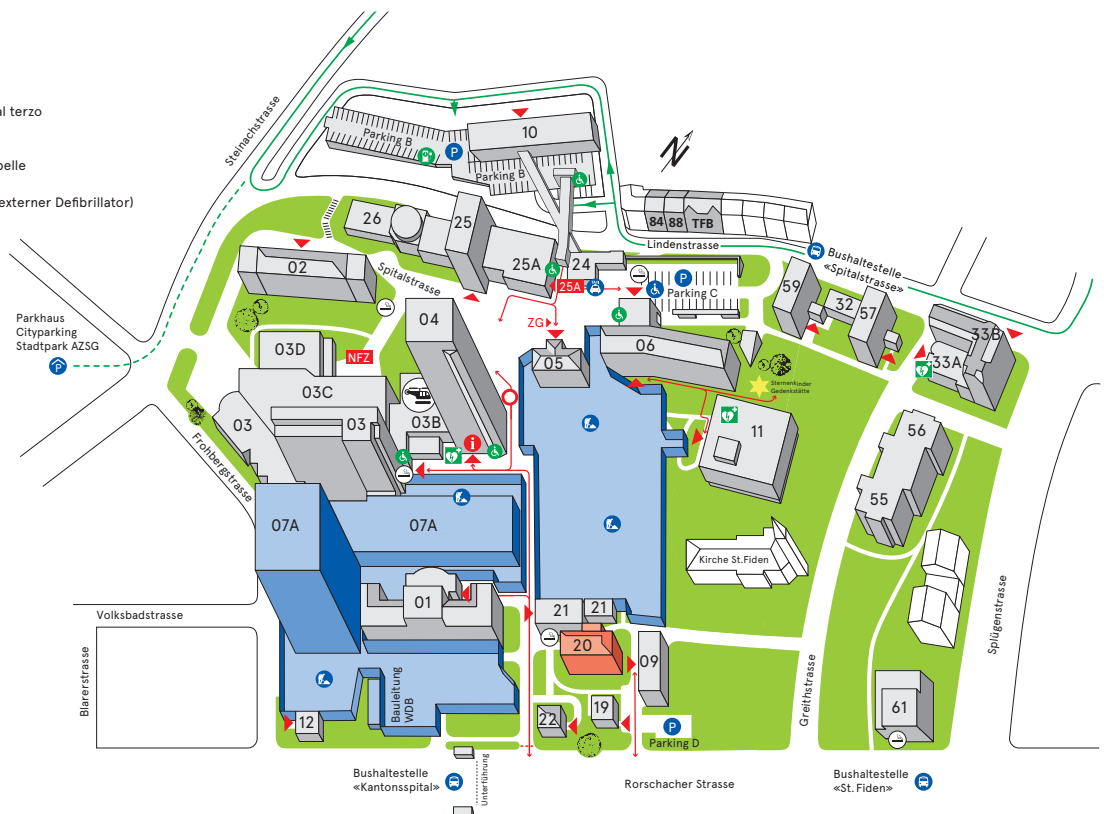 al terzo
pelle
externer Defibrillator)
Steinachstrasse
Parking B
P
10
Parking B
N
84 88 TFB
Lindenstrasse
Bushaltestelle
«Spitalstrasse»
26
25
25A
24
25A
P
Parking C
02
Spitalstrasse
59
32
57
33B
33A
Parkhaus
Cityparking
Stadtpark AZSG
P
04
ZG
03D
NFZ
05
06
Sternenkinder
Gedenkstätte
03C
03
03
03B
i
11
56
55
Frohbergstrasse
07A
07A
Kirche St.Fiden
Volksbadstrasse
01
21
21
20
09
Blarerstrasse
Bauleitung
WDB
Greithstrasse
Splügenstrasse
12
22
19
61
P
Parking D
Bushaltestelle
«Kantonsspital»
Unterführung
Rorschacher Strasse
Bushaltestelle
«St. Fiden»